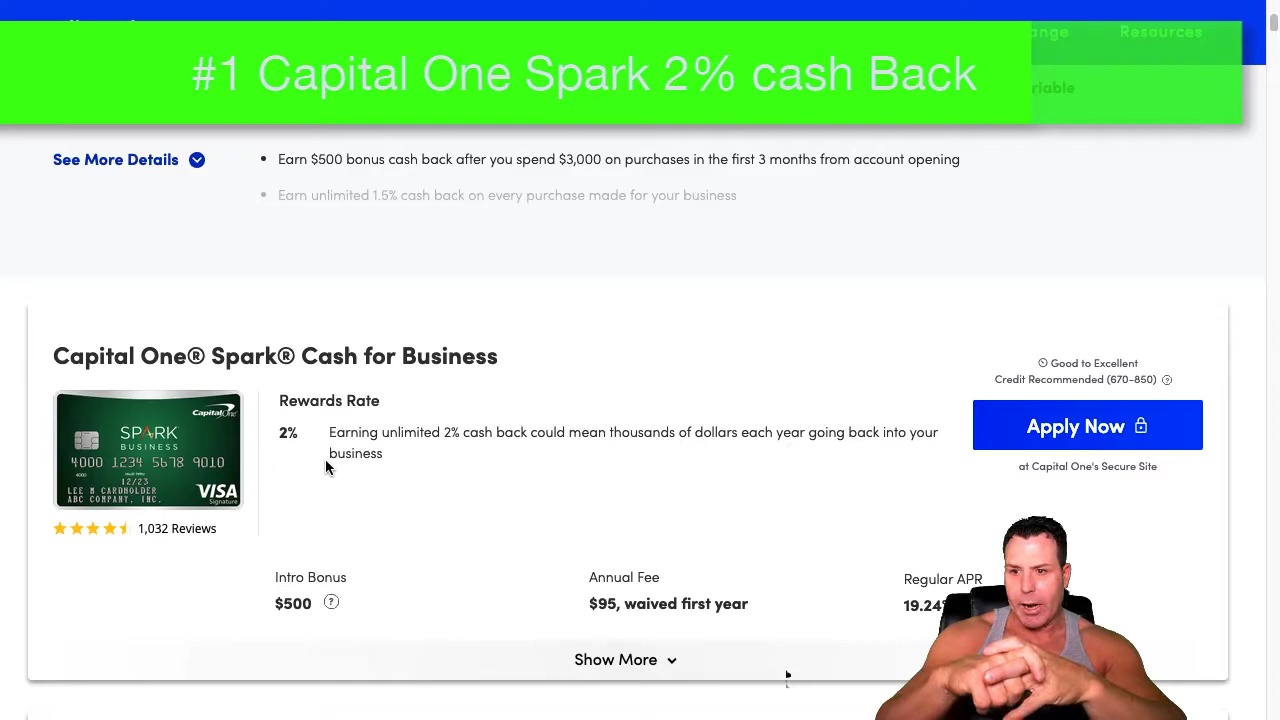 ange
Resources
#1 Capital One Spark 2% cash Back
riable
See More Details
• Earn $500 bonus cash back after you spend $3,000 on purchases in the first 3 months from account opening
• Earn unlimited 1.5% cash back on every purchase made for your business
Capital One® Spark® Cash for Business
Good to Excellent
Credit Recommended (670-850) ?
Apply Now
at Capital One's Secure Site
Capital One
SPARK
BUSINESS
4000 1234 5678 9010
4000
12/23
LEE M CARDHOLDER
ABC COMPANY, INC.
VISA
Signature
1,032 Reviews
Rewards Rate
2%
Earning unlimited 2% cash back could mean thousands of dollars each year going back into your
business
Intro Bonus
$500 ?
Annual Fee
$95, waived first year
Regular APR
19.24
Show More